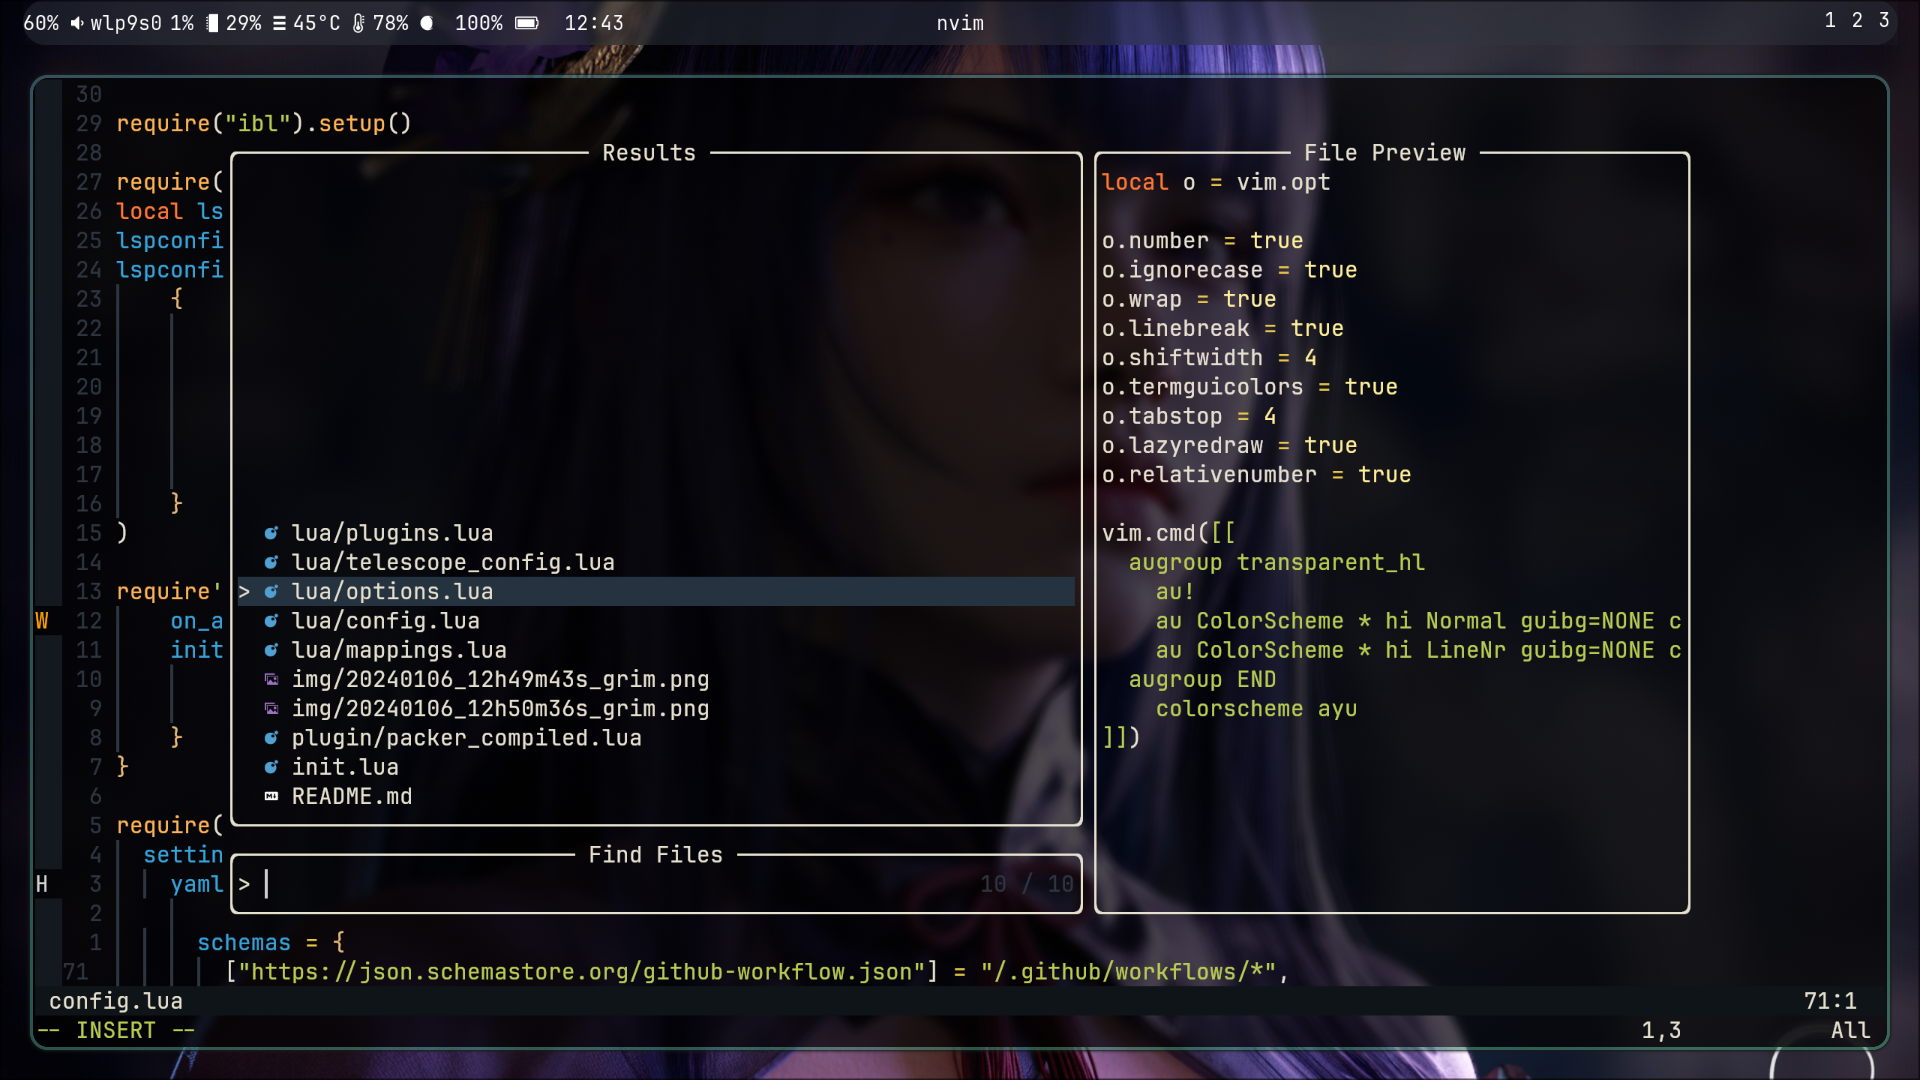 60% wlp9s0 1% 29% 45°C 78% 100% 12:43
nvim
1 2 3
30
29 require("ibl").setup()
28
27 require(
26 local ls
25 lspconfi
24 lspconfi
23 {
22
21
20
19
18
17
16 }
15 )
14
13 require'
W 12 on_a
11 init
10
9
8 }
7 }
6
5 require(
4 settin
H 3 yaml
2
1 schemas = {
71 ["https://json.schemastore.org/github-workflow.json"] = "/.github/workflows/*",
Results
lua/plugins.lua
lua/telescope_config.lua
> lua/options.lua
lua/config.lua
lua/mappings.lua
img/20240106_12h49m43s_grim.png
img/20240106_12h50m36s_grim.png
plugin/packer_compiled.lua
init.lua
README.md
Find Files
> 10 / 10
File Preview
local o = vim.opt
o.number = true
o.ignorecase = true
o.wrap = true
o.linebreak = true
o.shiftwidth = 4
o.termguicolors = true
o.tabstop = 4
o.lazyredraw = true
o.relativenumber = true
vim.cmd([[
augroup transparent_hl
au!
au ColorScheme * hi Normal guibg=NONE c
au ColorScheme * hi LineNr guibg=NONE c
augroup END
colorscheme ayu
]])
config.lua 71:1
-- INSERT -- 1,3 All